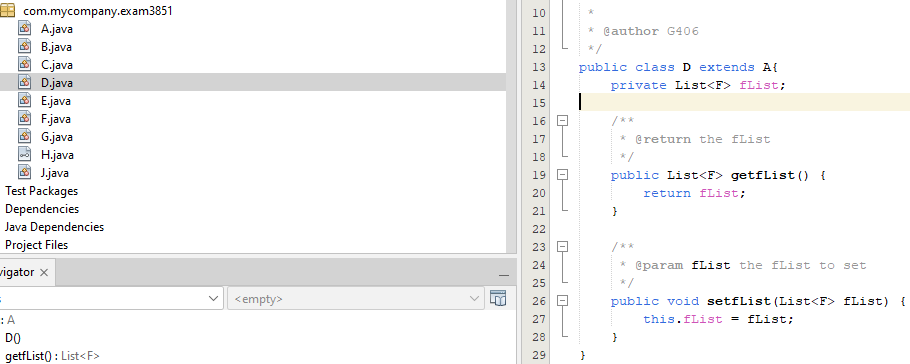 com.mycompany.exam3851
A.java
B.java
C.java
D.java
E.java
F.java
G.java
H.java
J.java
Test Packages
Dependencies
Java Dependencies
Project Files
vigator ×
s
<empty>
: A
D()
getfList() : List<F>
10 *
11 * @author G406
12 */
13 public class D extends A{
14 private List<F> fList;
15
16 /**
17 * @return the fList
18 */
19 public List<F> getfList() {
20 return fList;
21 }
22
23 /**
24 * @param fList the fList to set
25 */
26 public void setfList(List<F> fList) {
27 this.fList = fList;
28 }
29 }